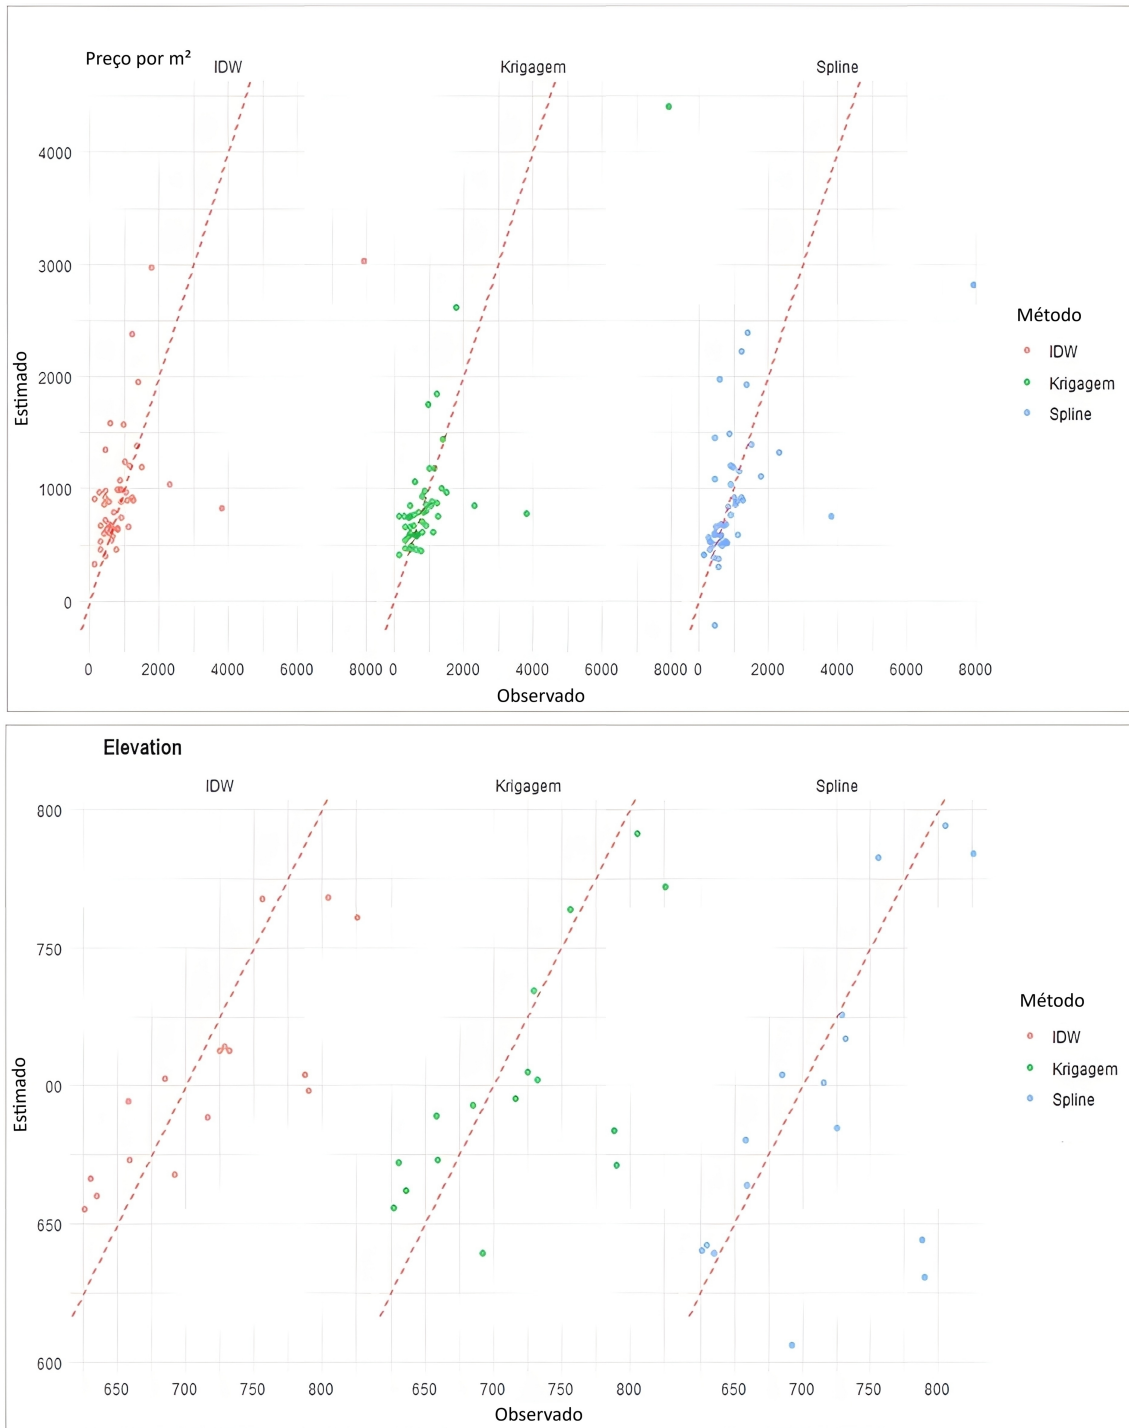 Preço por m²
IDW
Krigagem
Spline
4000
3000
2000
1000
0
Estimado
0 2000 4000 6000 8000 0 2000 4000 6000 8000 0 2000 4000 6000 8000
Observado
Método
IDW
Krigagem
Spline
Elevation
IDW
Krigagem
Spline
800
750
00
650
600
Estimado
650 700 750 800 650 700 750 800 650 700 750 800
Observado
Método
IDW
Krigagem
Spline